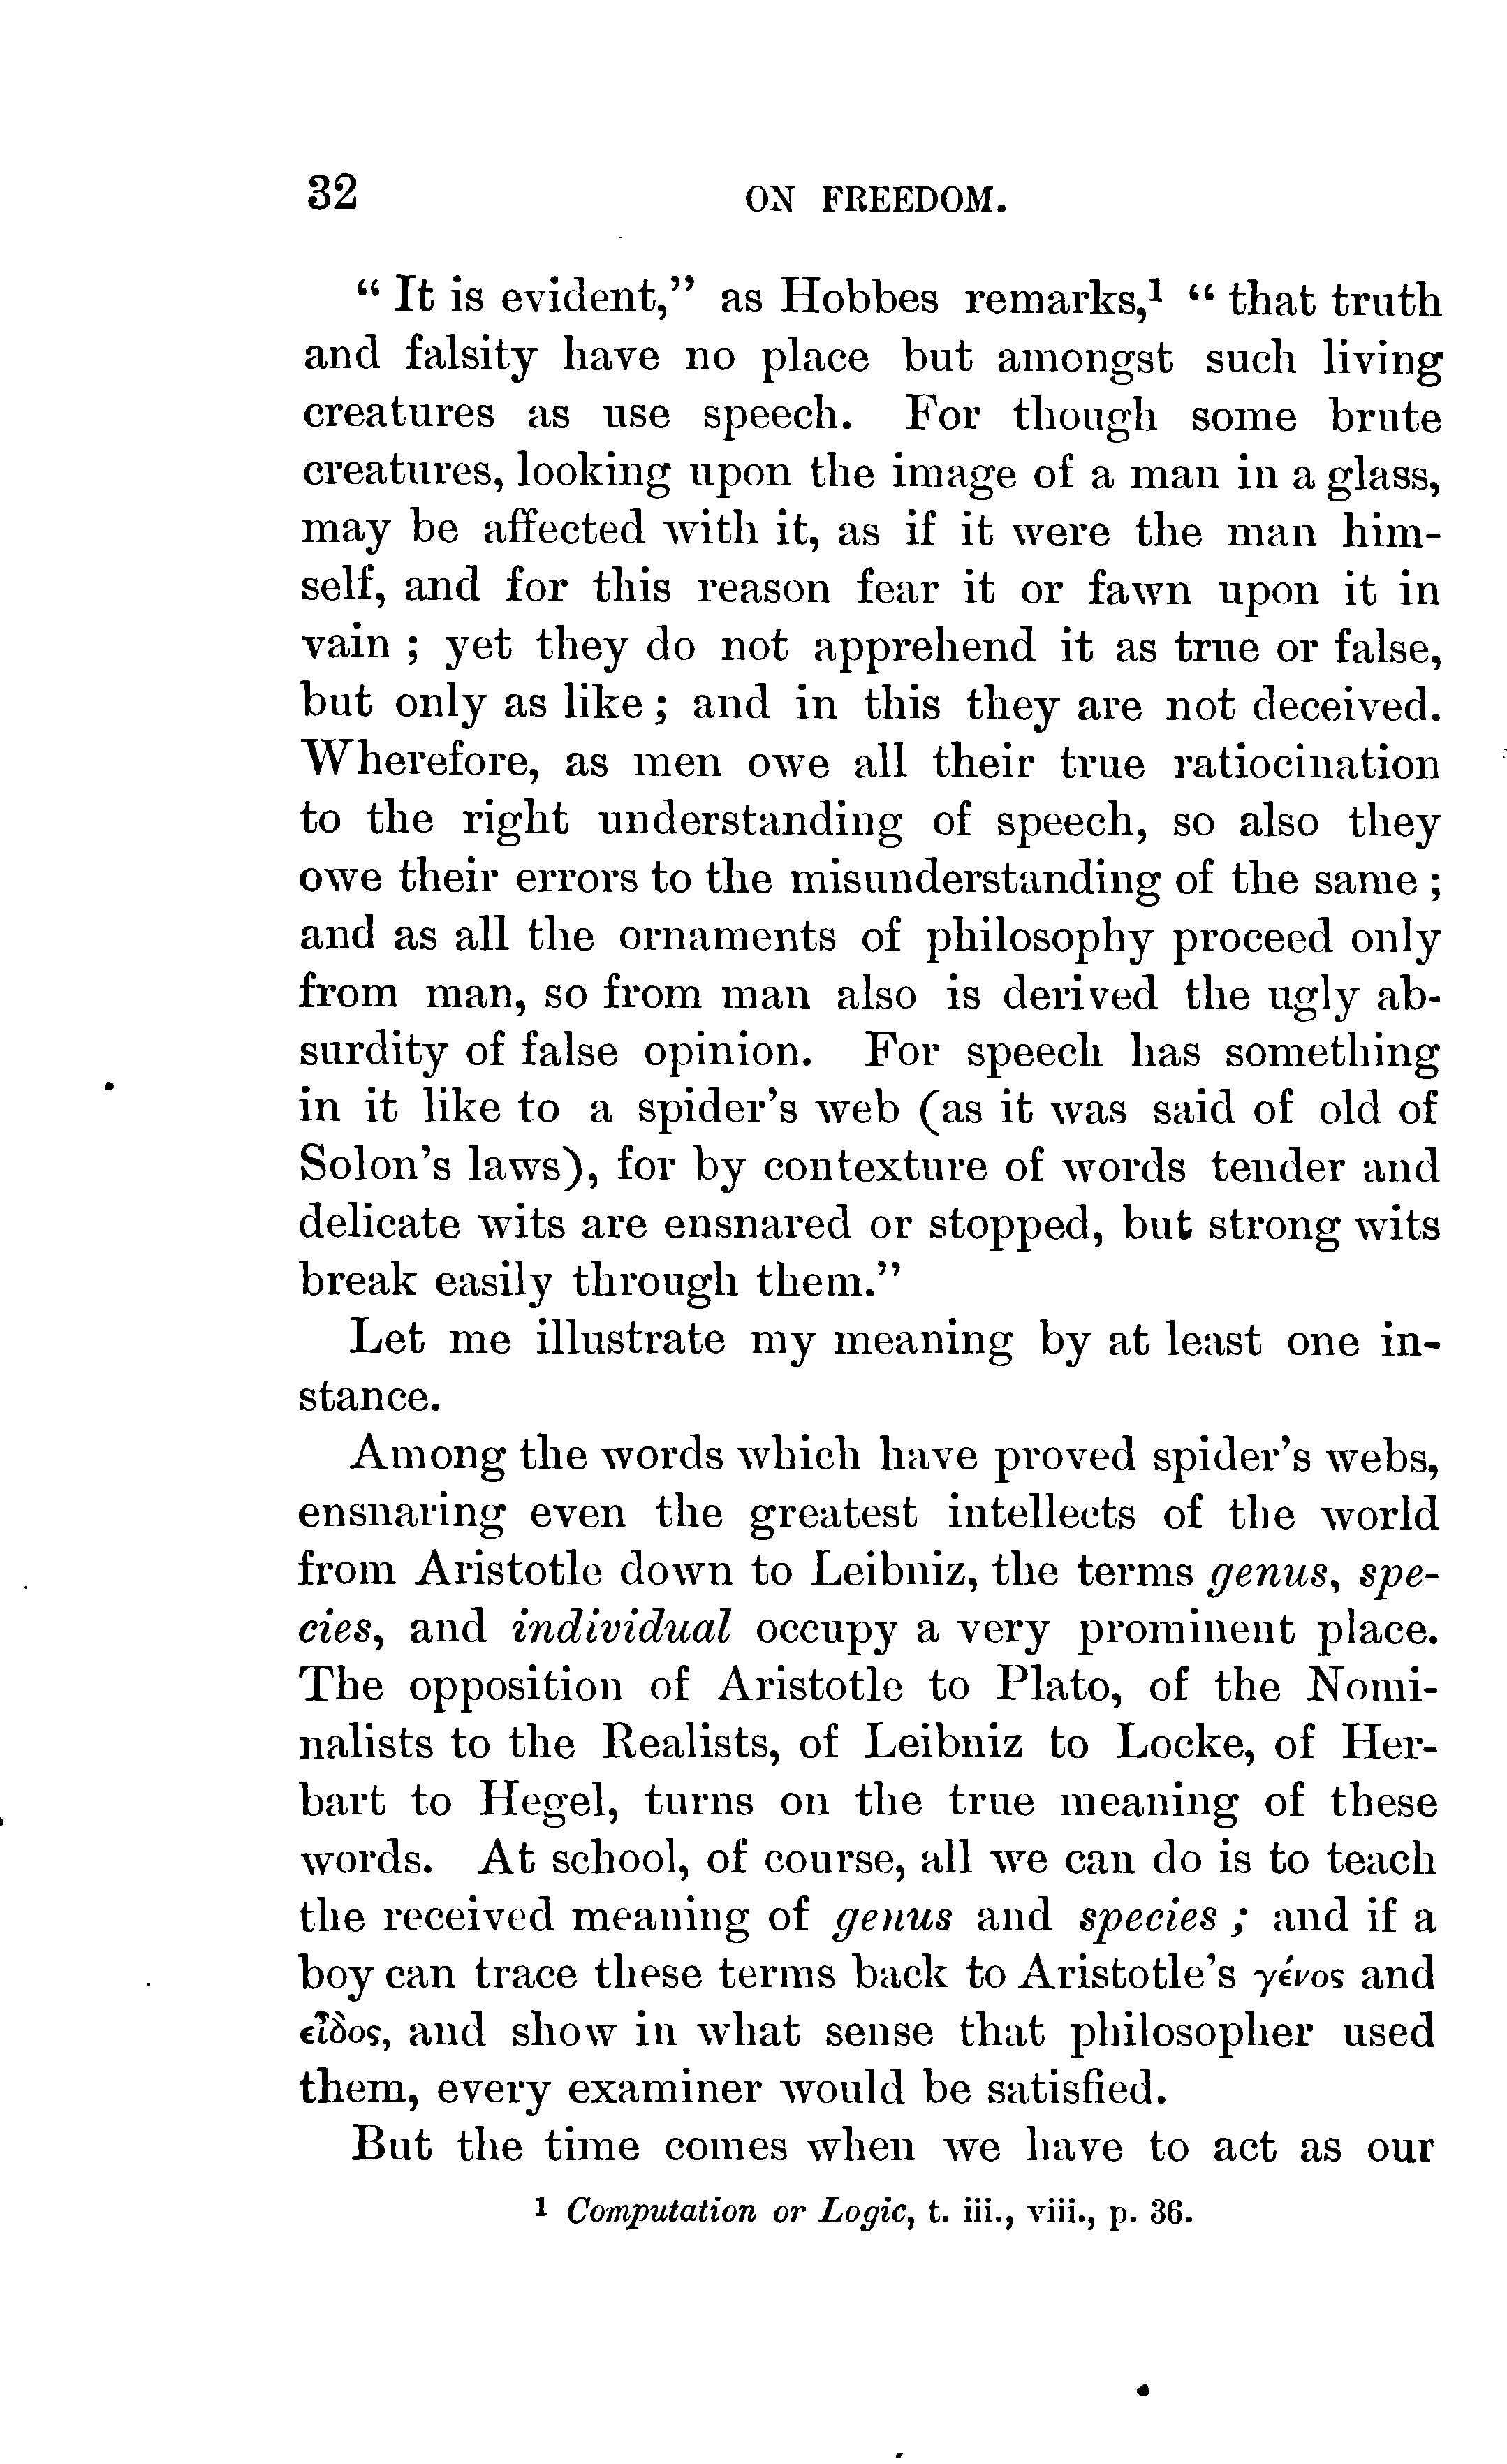 32 ON FREEDOM.
“ It is evident,” as Hobbes remarks,¹ “ that truth
and falsity have no place but amongst such living
creatures as use speech. For though some brute
creatures, looking upon the image of a man in a glass,
may be affected with it, as if it were the man him-
self, and for this reason fear it or fawn upon it in
vain ; yet they do not apprehend it as true or false,
but only as like ; and in this they are not deceived.
Wherefore, as men owe all their true ratiocination
to the right understanding of speech, so also they
owe their errors to the misunderstanding of the same ;
and as all the ornaments of philosophy proceed only
from man, so from man also is derived the ugly ab-
surdity of false opinion. For speech has something
in it like to a spider’s web (as it was said of old of
Solon’s laws), for by contexture of words tender and
delicate wits are ensnared or stopped, but strong wits
break easily through them.”
Let me illustrate my meaning by at least one in-
stance.
Among the words which have proved spider’s webs,
ensnaring even the greatest intellects of the world
from Aristotle down to Leibniz, the terms genus, spe-
cies, and individual occupy a very prominent place.
The opposition of Aristotle to Plato, of the Nomi-
nalists to the Realists, of Leibniz to Locke, of Her-
bart to Hegel, turns on the true meaning of these
words. At school, of course, all we can do is to teach
the received meaning of genus and species ; and if a
boy can trace these terms back to Aristotle’s γένος and
εἶδος, and show in what sense that philosopher used
them, every examiner would be satisfied.
But the time comes when we have to act as our
¹ Computation or Logic, t. iii., viii., p. 36.